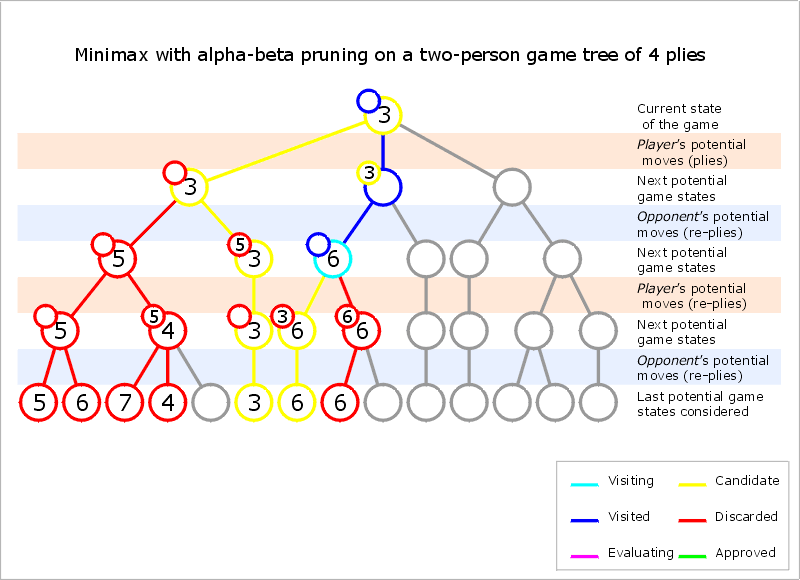 Minimax with alpha-beta pruning on a two-person game tree of 4 plies
3
Current state
of the game
Player's potential
moves (plies)
3
3
Next potential
game states
Opponent's potential
moves (re-plies)
5
5
3
6
Next potential
game states
Player's potential
moves (re-plies)
5
5
4
3
3
6
6
6
Next potential
game states
Opponent's potential
moves (re-plies)
5
6
7
4
3
6
6
Last potential game
states considered
Visiting
Candidate
Visited
Discarded
Evaluating
Approved